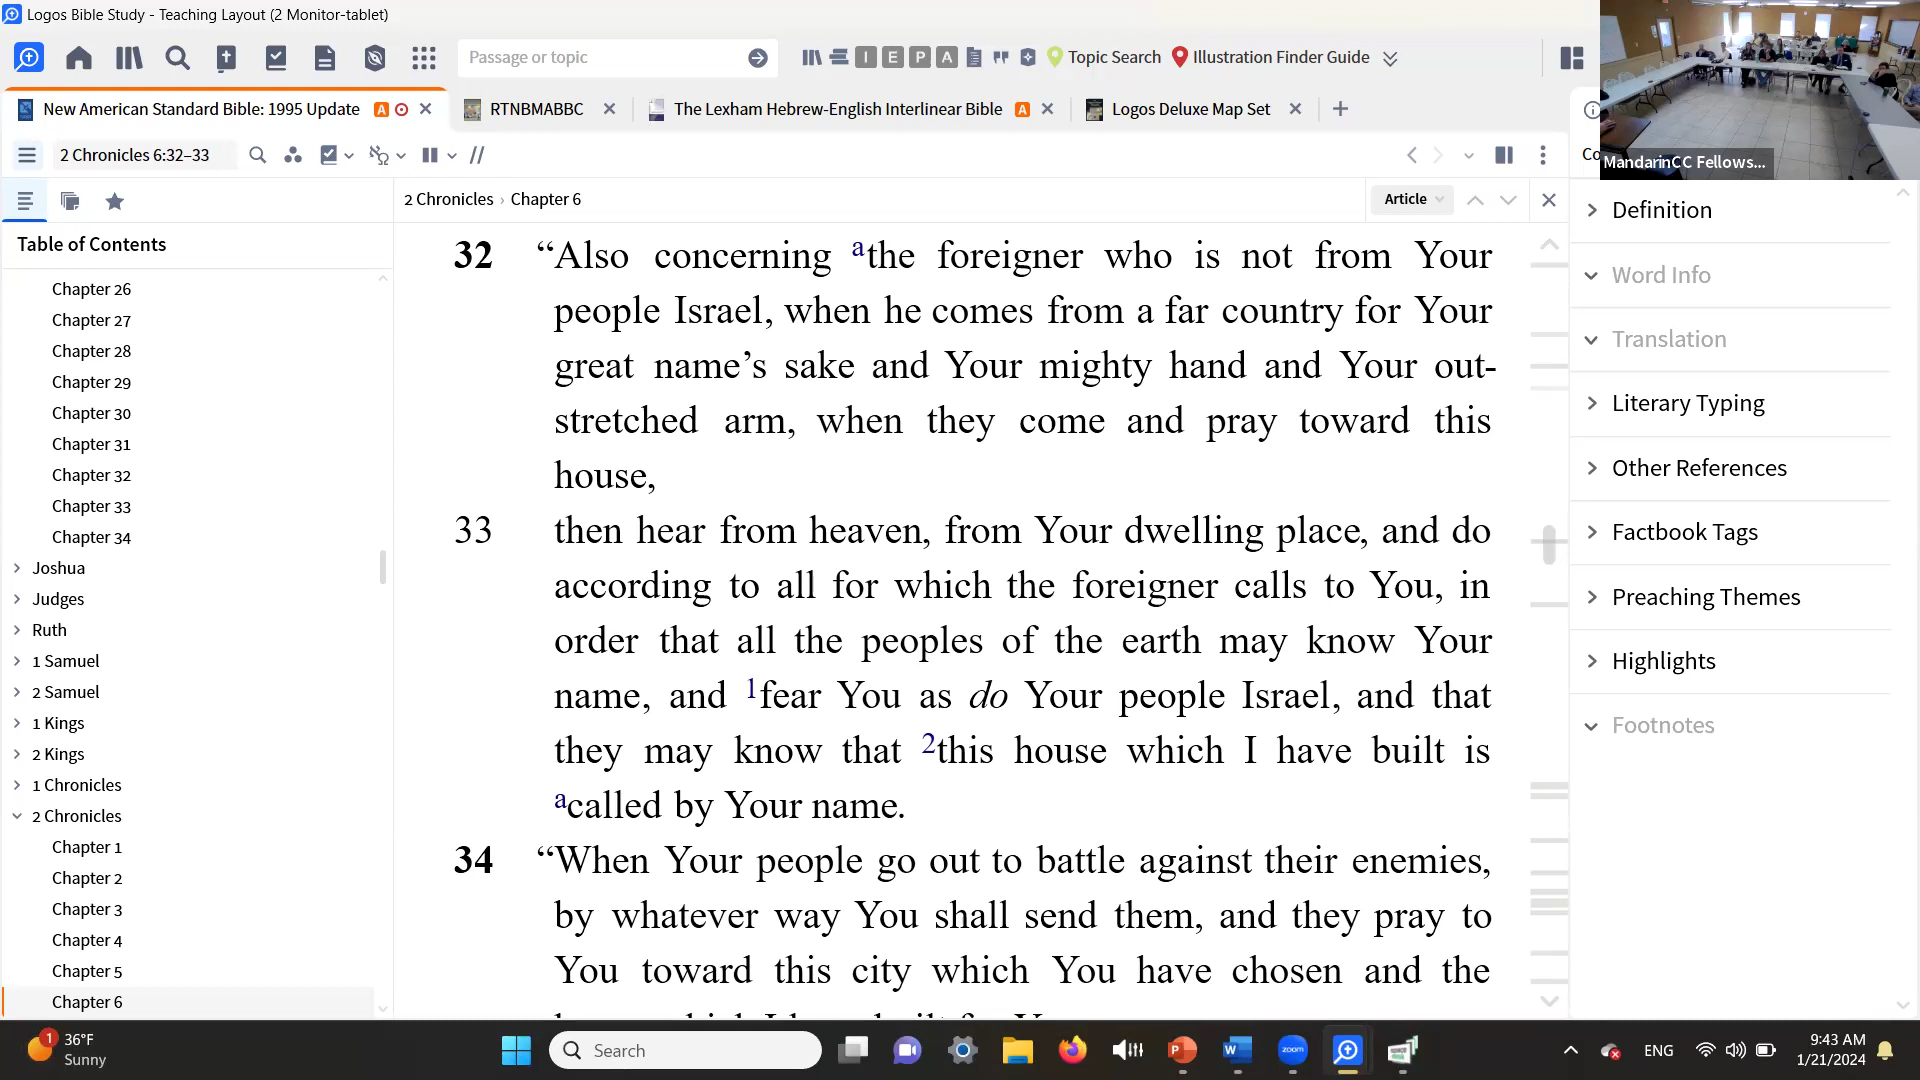 Logos Bible Study - Teaching Layout (2 Monitor-tablet)
Passage or topic
I E P A
Topic Search
Illustration Finder Guide
New American Standard Bible: 1995 Update A
RTNBMABBC
The Lexham Hebrew-English Interlinear Bible A
Logos Deluxe Map Set
2 Chronicles 6:32–33
Co
MandarinCC Fellows...
2 Chronicles › Chapter 6
Article
Table of Contents
Chapter 26
Chapter 27
Chapter 28
Chapter 29
Chapter 30
Chapter 31
Chapter 32
Chapter 33
Chapter 34
Joshua
Judges
Ruth
1 Samuel
2 Samuel
1 Kings
2 Kings
1 Chronicles
2 Chronicles
Chapter 1
Chapter 2
Chapter 3
Chapter 4
Chapter 5
Chapter 6
32 “Also concerning athe foreigner who is not from Your
people Israel, when he comes from a far country for Your
great name’s sake and Your mighty hand and Your out-
stretched arm, when they come and pray toward this
house,
33 then hear from heaven, from Your dwelling place, and do
according to all for which the foreigner calls to You, in
order that all the peoples of the earth may know Your
name, and 1fear You as do Your people Israel, and that
they may know that 2this house which I have built is
acalled by Your name.
34 “When Your people go out to battle against their enemies,
by whatever way You shall send them, and they pray to
You toward this city which You have chosen and the
Definition
Word Info
Translation
Literary Typing
Other References
Factbook Tags
Preaching Themes
Highlights
Footnotes
1
36°F
Sunny
Search
P
W
zoom
ENG
9:43 AM
1/21/2024